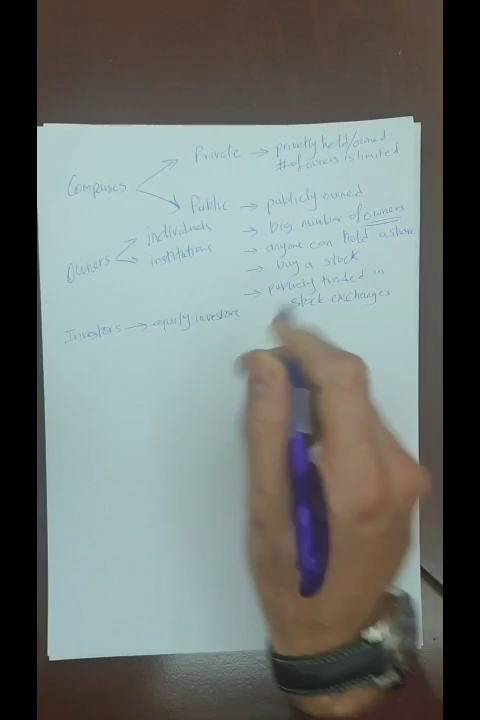 Private → privatly held/owned
# of owners is limited
Companies
Public → publicly owned
individuals → big number of owners
Owners institutions → anyone can hold a share
→ buy a stock
→ publicly traded in
stock exchanges
Investors → equity investors